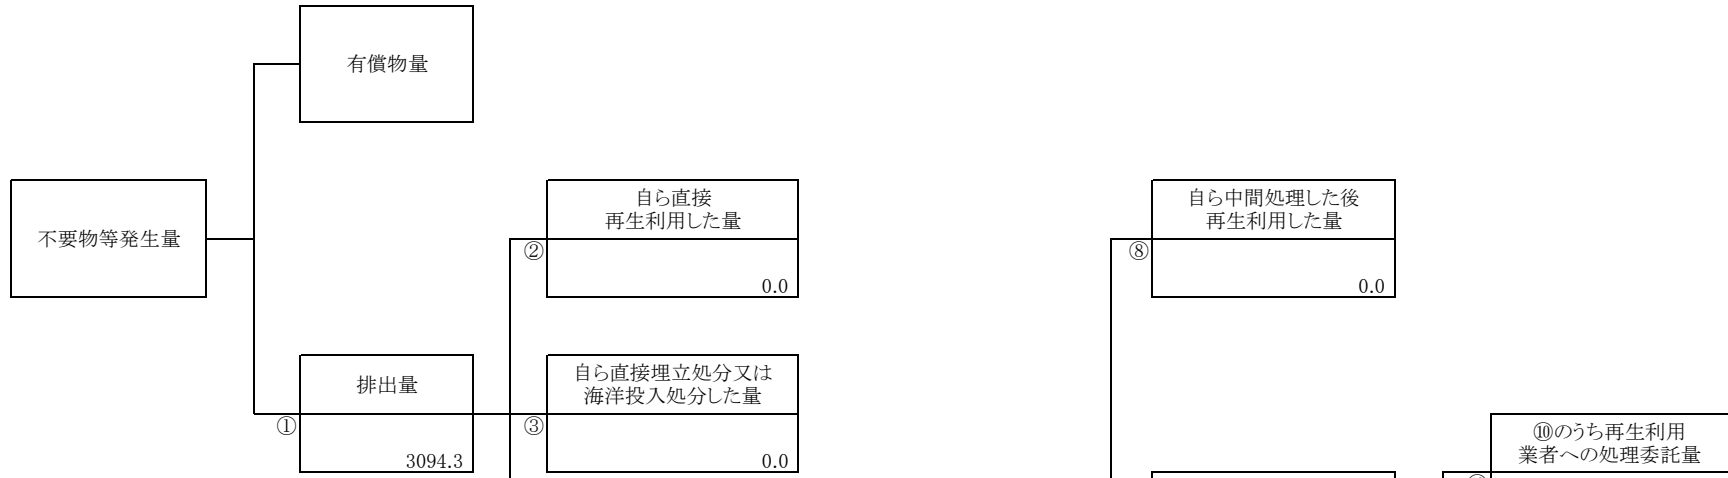 有償物量
不要物等発生量
自ら直接
再生利用した量
②
0.0
自ら中間処理した後
再生利用した量
⑧
0.0
排出量
①
3094.3
自ら直接埋立処分又は
海洋投入処分した量
③
0.0
⑩のうち再生利用
業者への処理委託量